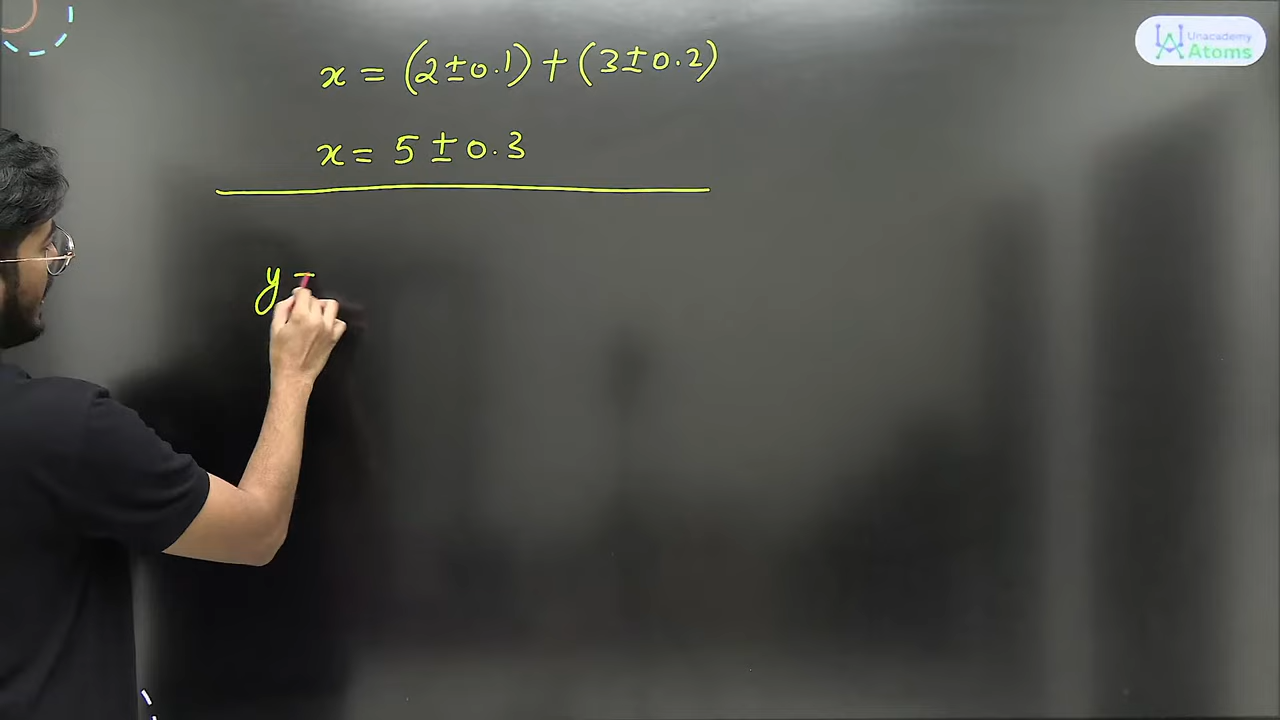 x = (2±0.1) + (3±0.2)
x = 5 ± 0.3
y =
Unacademy
Atoms